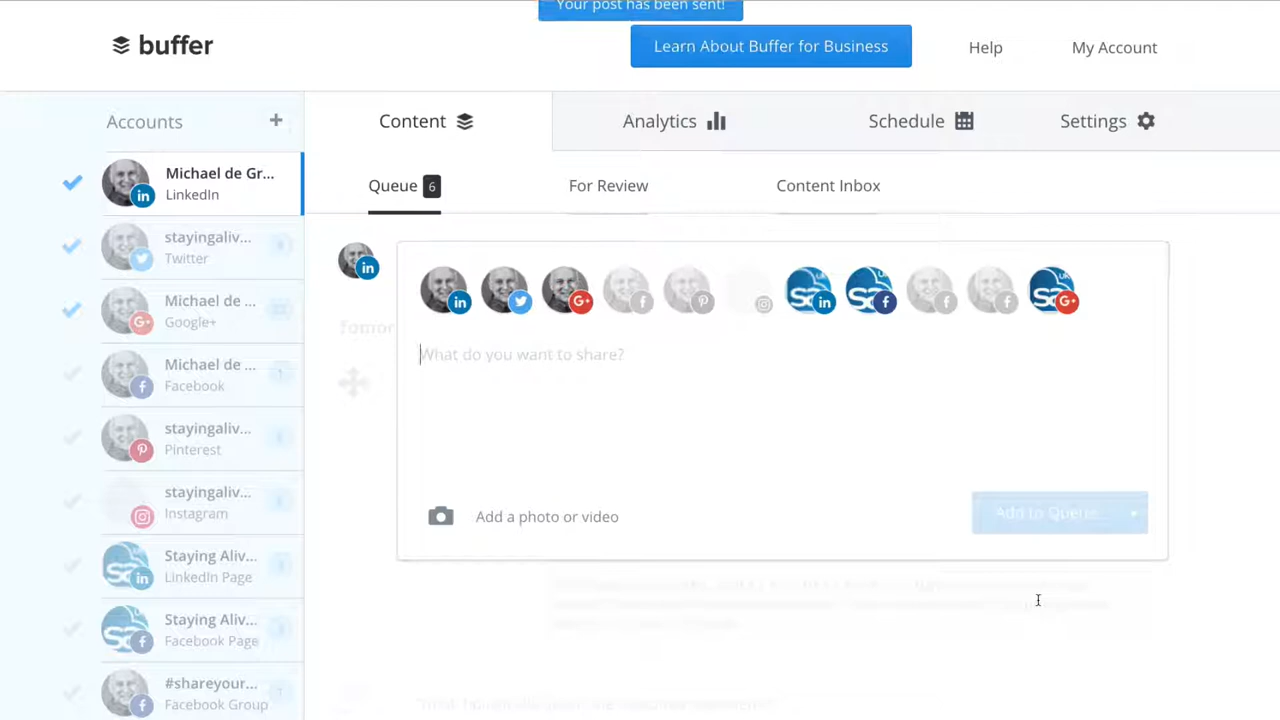 Your post has been sent!
buffer
Learn About Buffer for Business
Help
My Account
Accounts +
Content
Analytics
Schedule
Settings
Michael de Gr...
LinkedIn
stayingaliv...
Twitter
Michael de ...
Google+
Michael de ...
Facebook
1
stayingaliv...
Pinterest
stayingaliv...
Instagram
Staying Aliv...
LinkedIn Page
Staying Aliv...
Facebook Page
#shareyour...
Facebook Group
1
Queue 6
For Review
Content Inbox
What do you want to share?
Tomor
Add a photo or video
Add to Queue